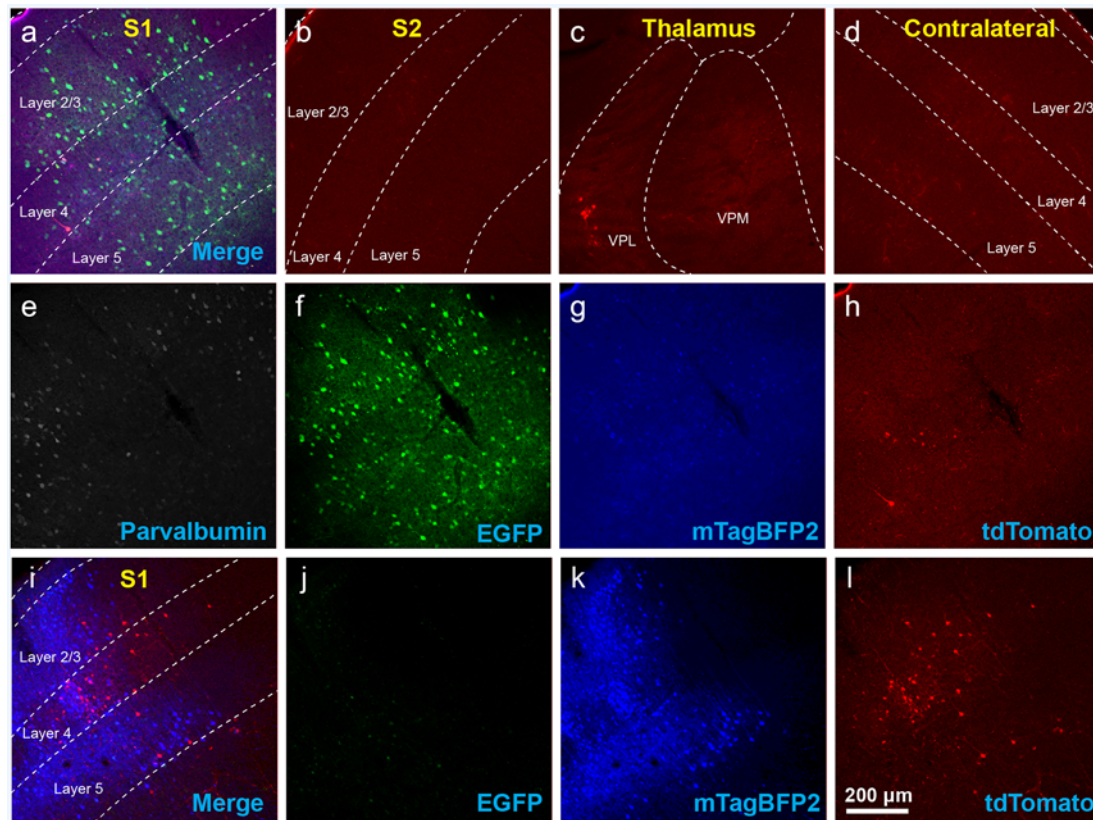 a S1
Layer 2/3
Layer 4
Layer 5
Merge
b S2
Layer 2/3
Layer 4
Layer 5
c Thalamus
VPL
VPM
d Contralateral
Layer 2/3
Layer 4
Layer 5
e
Parvalbumin
f
EGFP
g
mTagBFP2
h
tdTomato
i S1
Layer 2/3
Layer 4
Layer 5
Merge
j
EGFP
k
mTagBFP2
l
200 µm
tdTomato